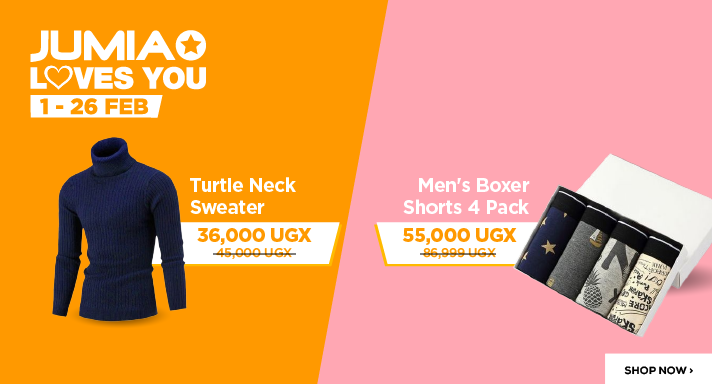 JUMIA
LOVES YOU
1 - 26 FEB
Turtle Neck
Sweater
36,000 UGX
45,000 UGX
Men's Boxer
Shorts 4 Pack
55,000 UGX
86,999 UGX
SHOP NOW ›